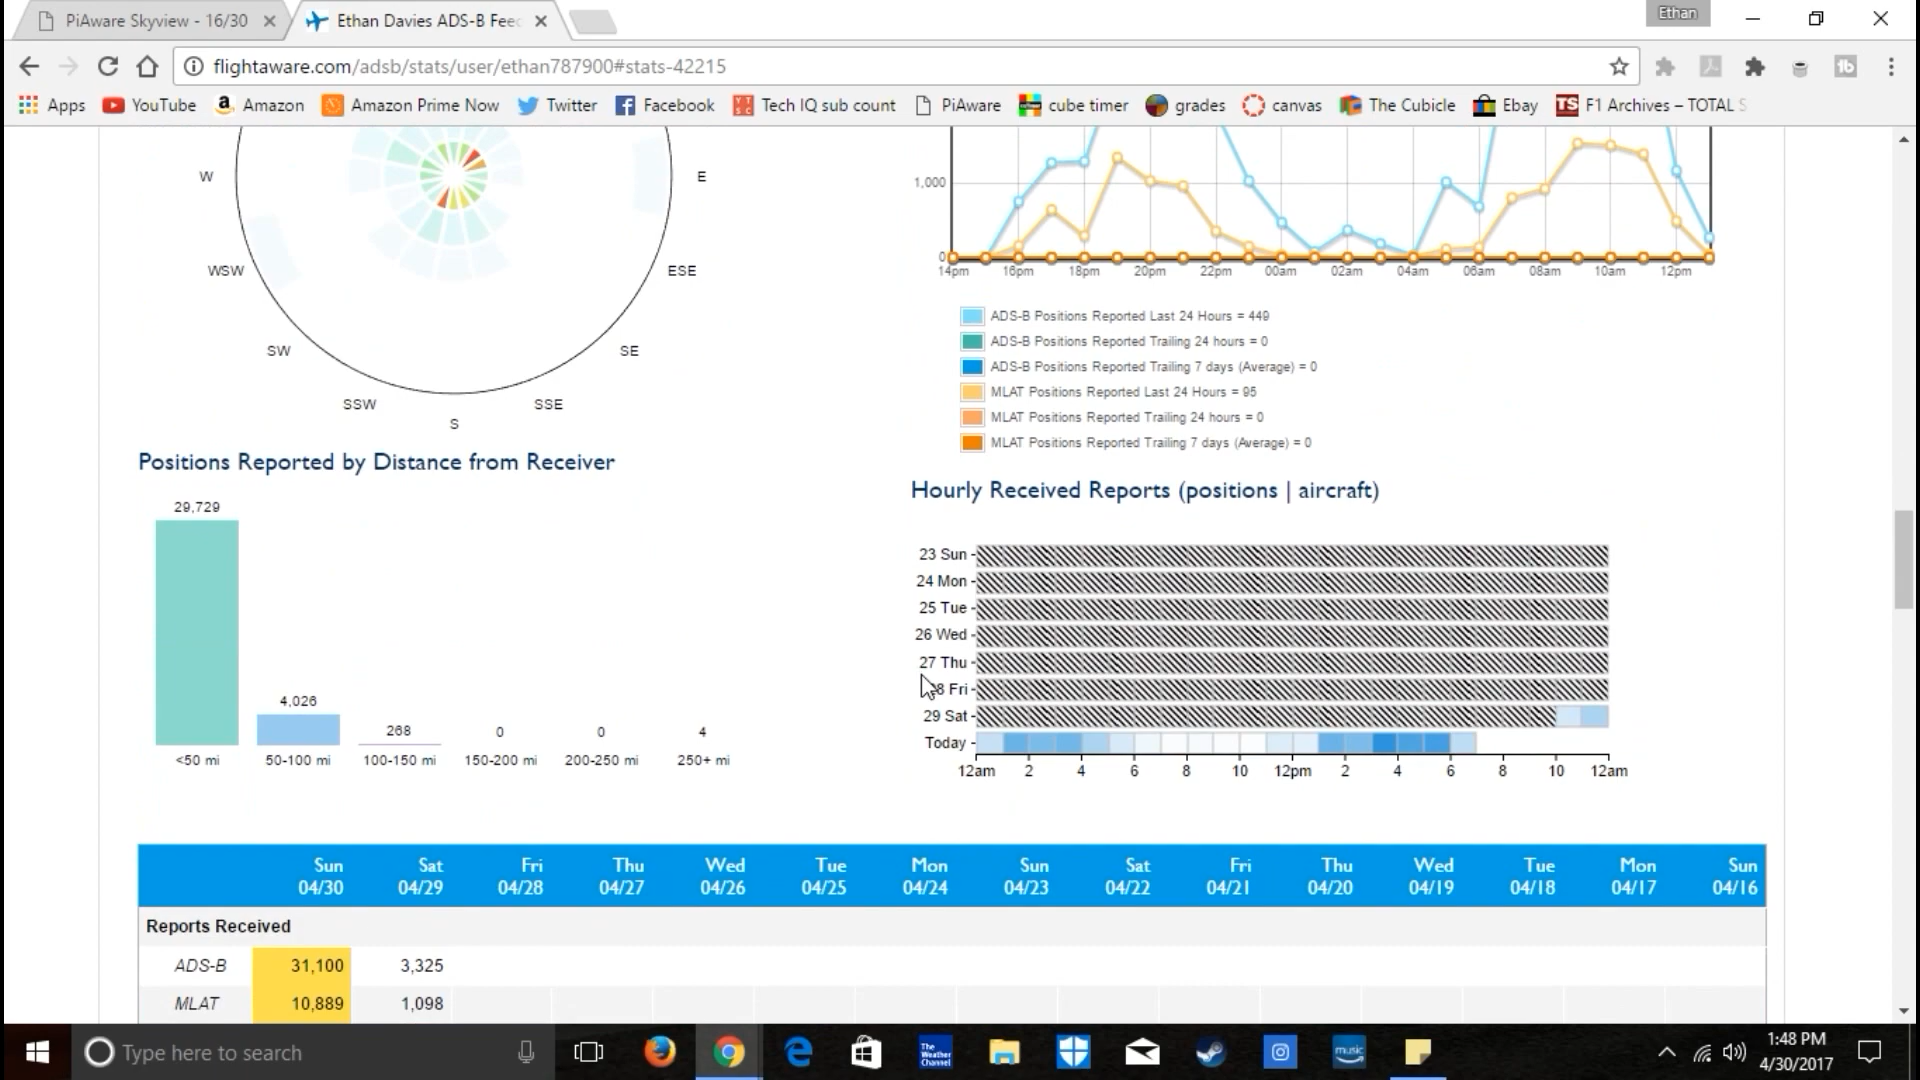 PiAware Skyview - 16/30
Ethan Davies ADS-B Feed
Ethan
flightaware.com/adsb/stats/user/ethan787900#stats-42215
Apps YouTube Amazon Amazon Prime Now Twitter Facebook Tech IQ sub count PiAware cube timer grades canvas The Cubicle Ebay F1 Archives – TOTAL S
W
E
WSW
ESE
SW
SE
SSW
SSE
S
1,000
0
14pm 16pm 18pm 20pm 22pm 00am 02am 04am 06am 08am 10am 12pm
ADS-B Positions Reported Last 24 Hours = 449
ADS-B Positions Reported Trailing 24 hours = 0
ADS-B Positions Reported Trailing 7 days (Average) = 0
MLAT Positions Reported Last 24 Hours = 95
MLAT Positions Reported Trailing 24 hours = 0
MLAT Positions Reported Trailing 7 days (Average) = 0
Positions Reported by Distance from Receiver
29,729
4,026
268
0
0
4
<50 mi 50-100 mi 100-150 mi 150-200 mi 200-250 mi 250+ mi
Hourly Received Reports (positions | aircraft)
23 Sun
24 Mon
25 Tue
26 Wed
27 Thu
8 Fri
29 Sat
Today
12am 2 4 6 8 10 12pm 2 4 6 8 10 12am
Sun Sat Fri Thu Wed Tue Mon Sun Sat Fri Thu Wed Tue Mon Sun
04/30 04/29 04/28 04/27 04/26 04/25 04/24 04/23 04/22 04/21 04/20 04/19 04/18 04/17 04/16
Reports Received
ADS-B 31,100 3,325
MLAT 10,889 1,098
Type here to search
The Weather Channel
music
1:48 PM
4/30/2017